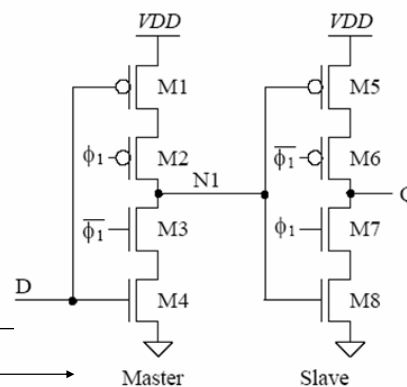 VDD VDD
M1 M5
ϕ1 M2 ϕ1 M6
N1
ϕ1 M3 ϕ1 M7
D M4 M8
Master Slave